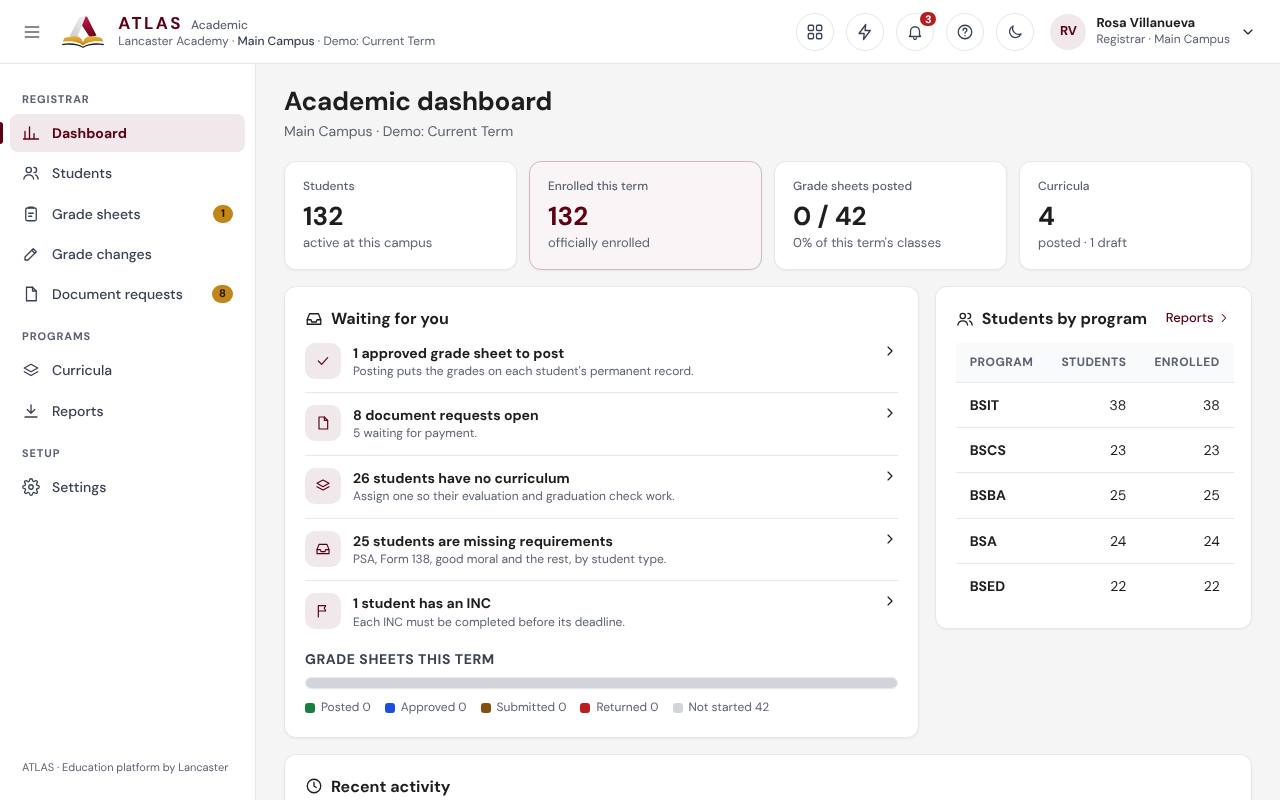 ATLAS Academic
Lancaster Academy · Main Campus · Demo: Current Term
3
RV
Rosa Villanueva
Registrar · Main Campus
REGISTRAR
Dashboard
Students
Grade sheets 1
Grade changes
Document requests 8
PROGRAMS
Curricula
Reports
SETUP
Settings
ATLAS · Education platform by Lancaster
Academic dashboard
Main Campus · Demo: Current Term
Students
132
active at this campus
Enrolled this term
132
officially enrolled
Grade sheets posted
0 / 42
0% of this term's classes
Curricula
4
posted · 1 draft
Waiting for you
1 approved grade sheet to post
Posting puts the grades on each student's permanent record.
8 document requests open
5 waiting for payment.
26 students have no curriculum
Assign one so their evaluation and graduation check work.
25 students are missing requirements
PSA, Form 138, good moral and the rest, by student type.
1 student has an INC
Each INC must be completed before its deadline.
GRADE SHEETS THIS TERM
Posted 0 Approved 0 Submitted 0 Returned 0 Not started 42
Students by program Reports
PROGRAM STUDENTS ENROLLED
BSIT 38 38
BSCS 23 23
BSBA 25 25
BSA 24 24
BSED 22 22
Recent activity